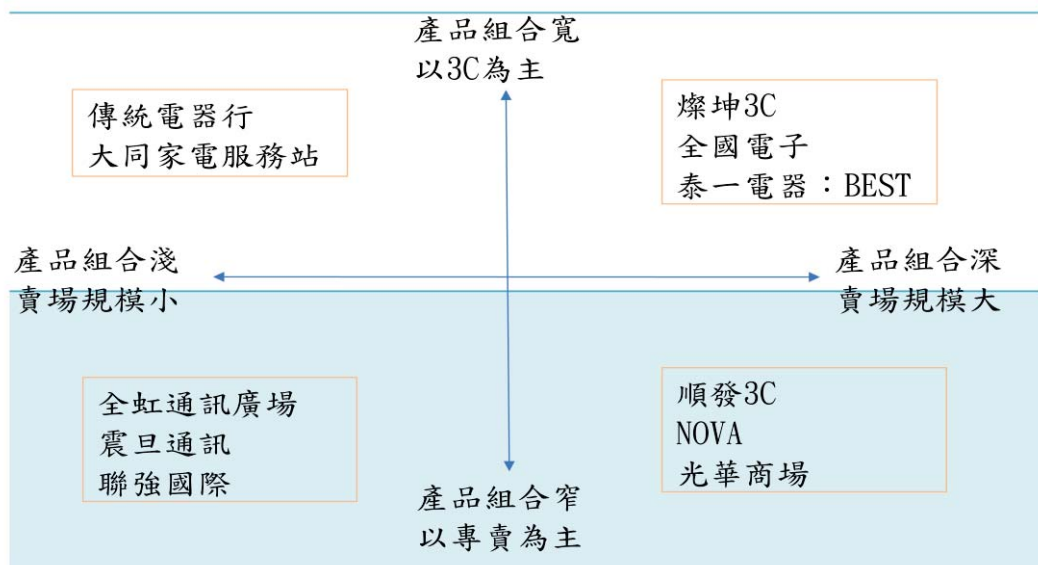 產品組合寬
以3C為主
傳統電器行
大同家電服務站
燦坤3C
全國電子
泰一電器：BEST
產品組合淺
賣場規模小
產品組合深
賣場規模大
全虹通訊廣場
震旦通訊
聯強國際
順發3C
NOVA
光華商場
產品組合窄
以專賣為主